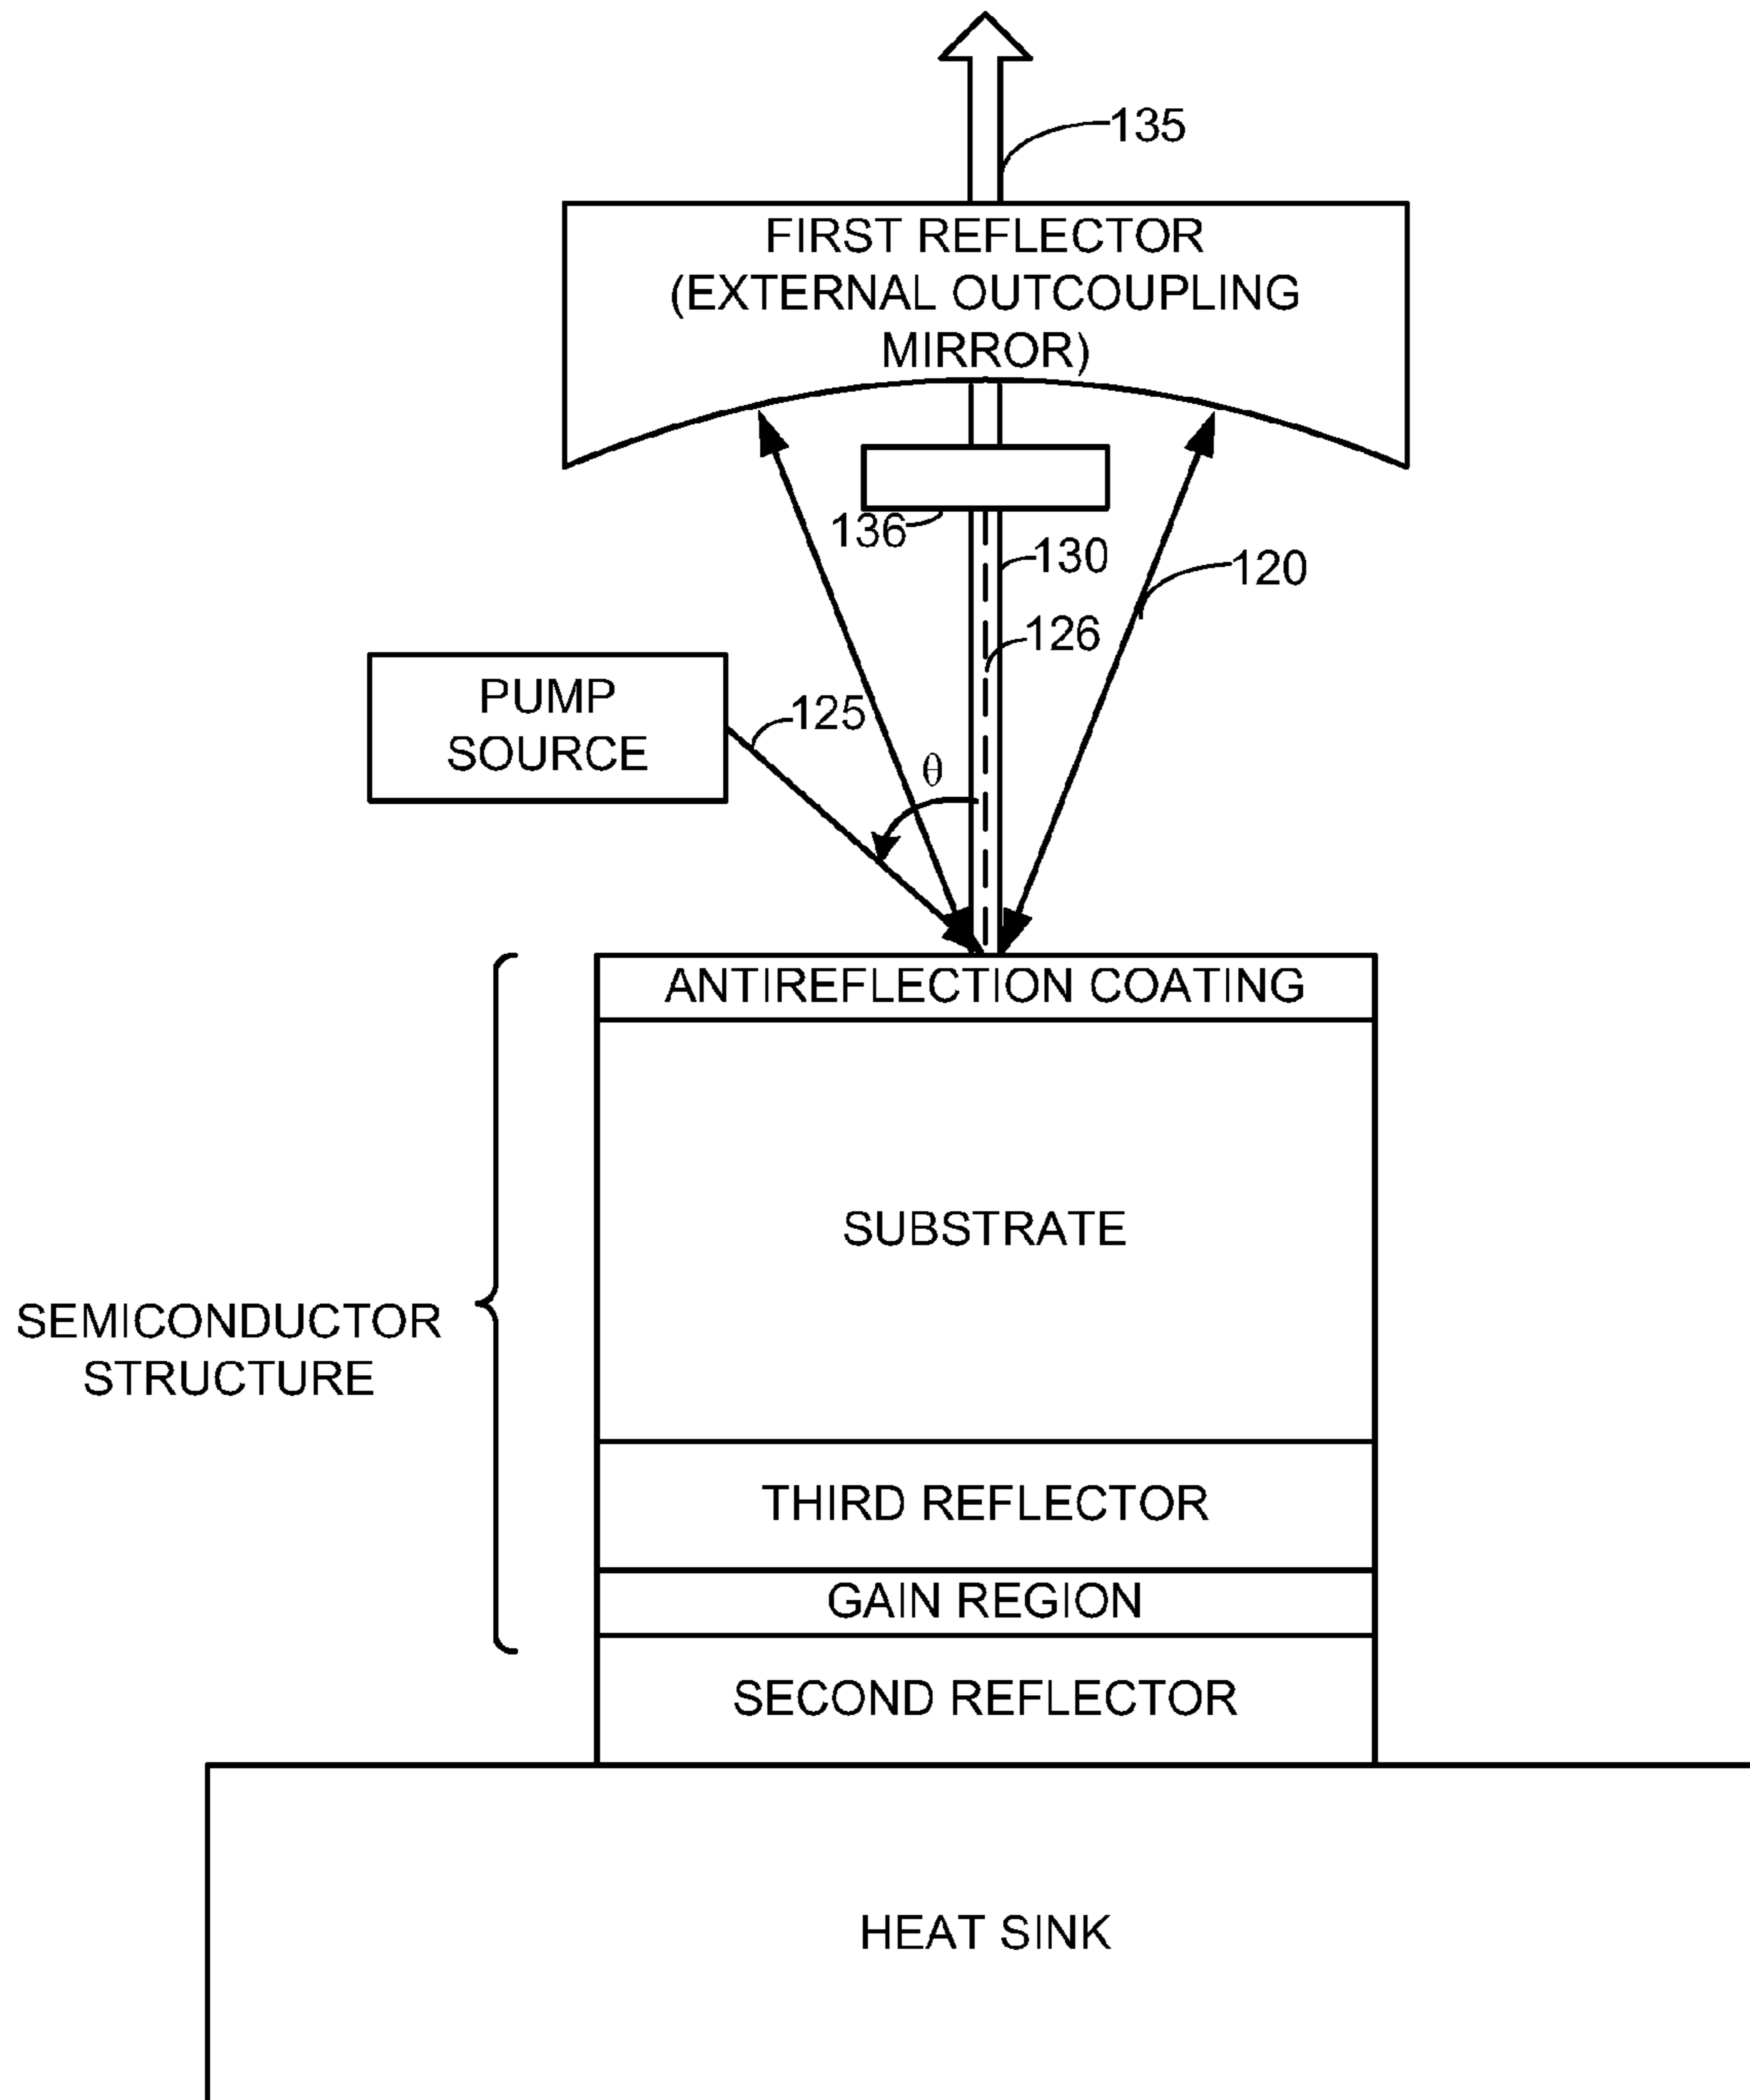 135
FIRST REFLECTOR
(EXTERNAL OUTCOUPLING
MIRROR)
136
130
120
126
PUMP
SOURCE
125
θ
ANTIREFLECTION COATING
SUBSTRATE
SEMICONDUCTOR
STRUCTURE
THIRD REFLECTOR
GAIN REGION
SECOND REFLECTOR
HEAT SINK